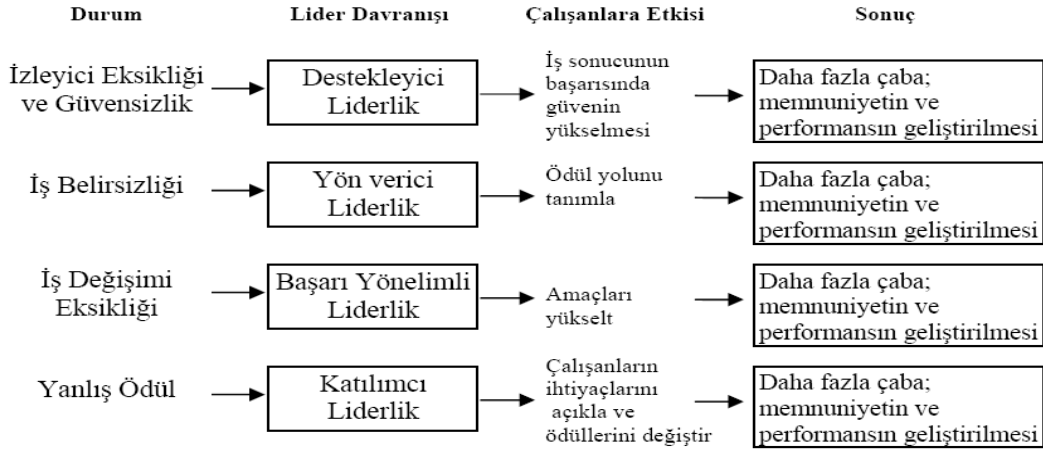 Durum
Lider Davranışı
Çalışanlara Etkisi
Sonuç
İzleyici Eksikliği
ve Güvensizlik
Destekleyici
Liderlik
İş sonucunun
başarısında
güvenin
yükselmesi
Daha fazla çaba;
memnuniyetin ve
performansın geliştirilmesi
İş Belirsizliği
Yön verici
Liderlik
Ödül yolunu
tanımla
Daha fazla çaba;
memnuniyetin ve
performansın geliştirilmesi
İş Değişimi
Eksikliği
Başarı Yönelimli
Liderlik
Amaçları
yükselt
Daha fazla çaba;
memnuniyetin ve
performansın geliştirilmesi
Yanlış Ödül
Katılımcı
Liderlik
Çalışanların
ihtiyaçlarını
açıkla ve
ödüllerini değiştir
Daha fazla çaba;
memnuniyetin ve
performansın geliştirilmesi